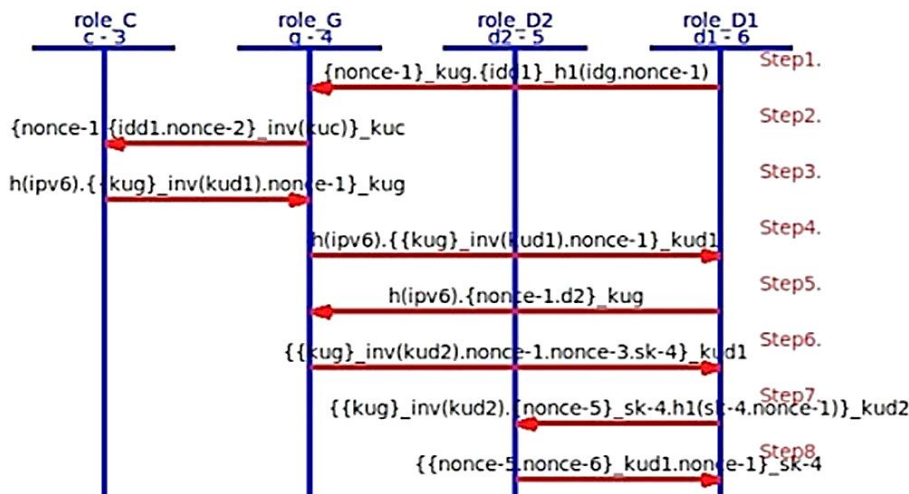 role_C role_G role_D2 role_D1
c - 3 g - 4 d2 - 5 d1 - 6
Step1.
{nonce-1}_kug.{idd1}_h1(idg.nonce-1)
Step2.
{nonce-1.{idd1.nonce-2}_inv(kuc)}_kuc
Step3.
h(ipv6).{{kug}_inv(kud1).nonce-1}_kug
Step4.
h(ipv6).{{kug}_inv(kud1).nonce-1}_kud1
Step5.
h(ipv6).{nonce-1.d2}_kug
Step6.
{{kug}_inv(kud2).nonce-1.nonce-3.sk-4}_kud1
Step7.
{{kug}_inv(kud2).{nonce-5}_sk-4.h1(sk-4.nonce-1)}_kud2
Step8.
{{nonce-5.nonce-6}_kud1.nonce-1}_sk-4